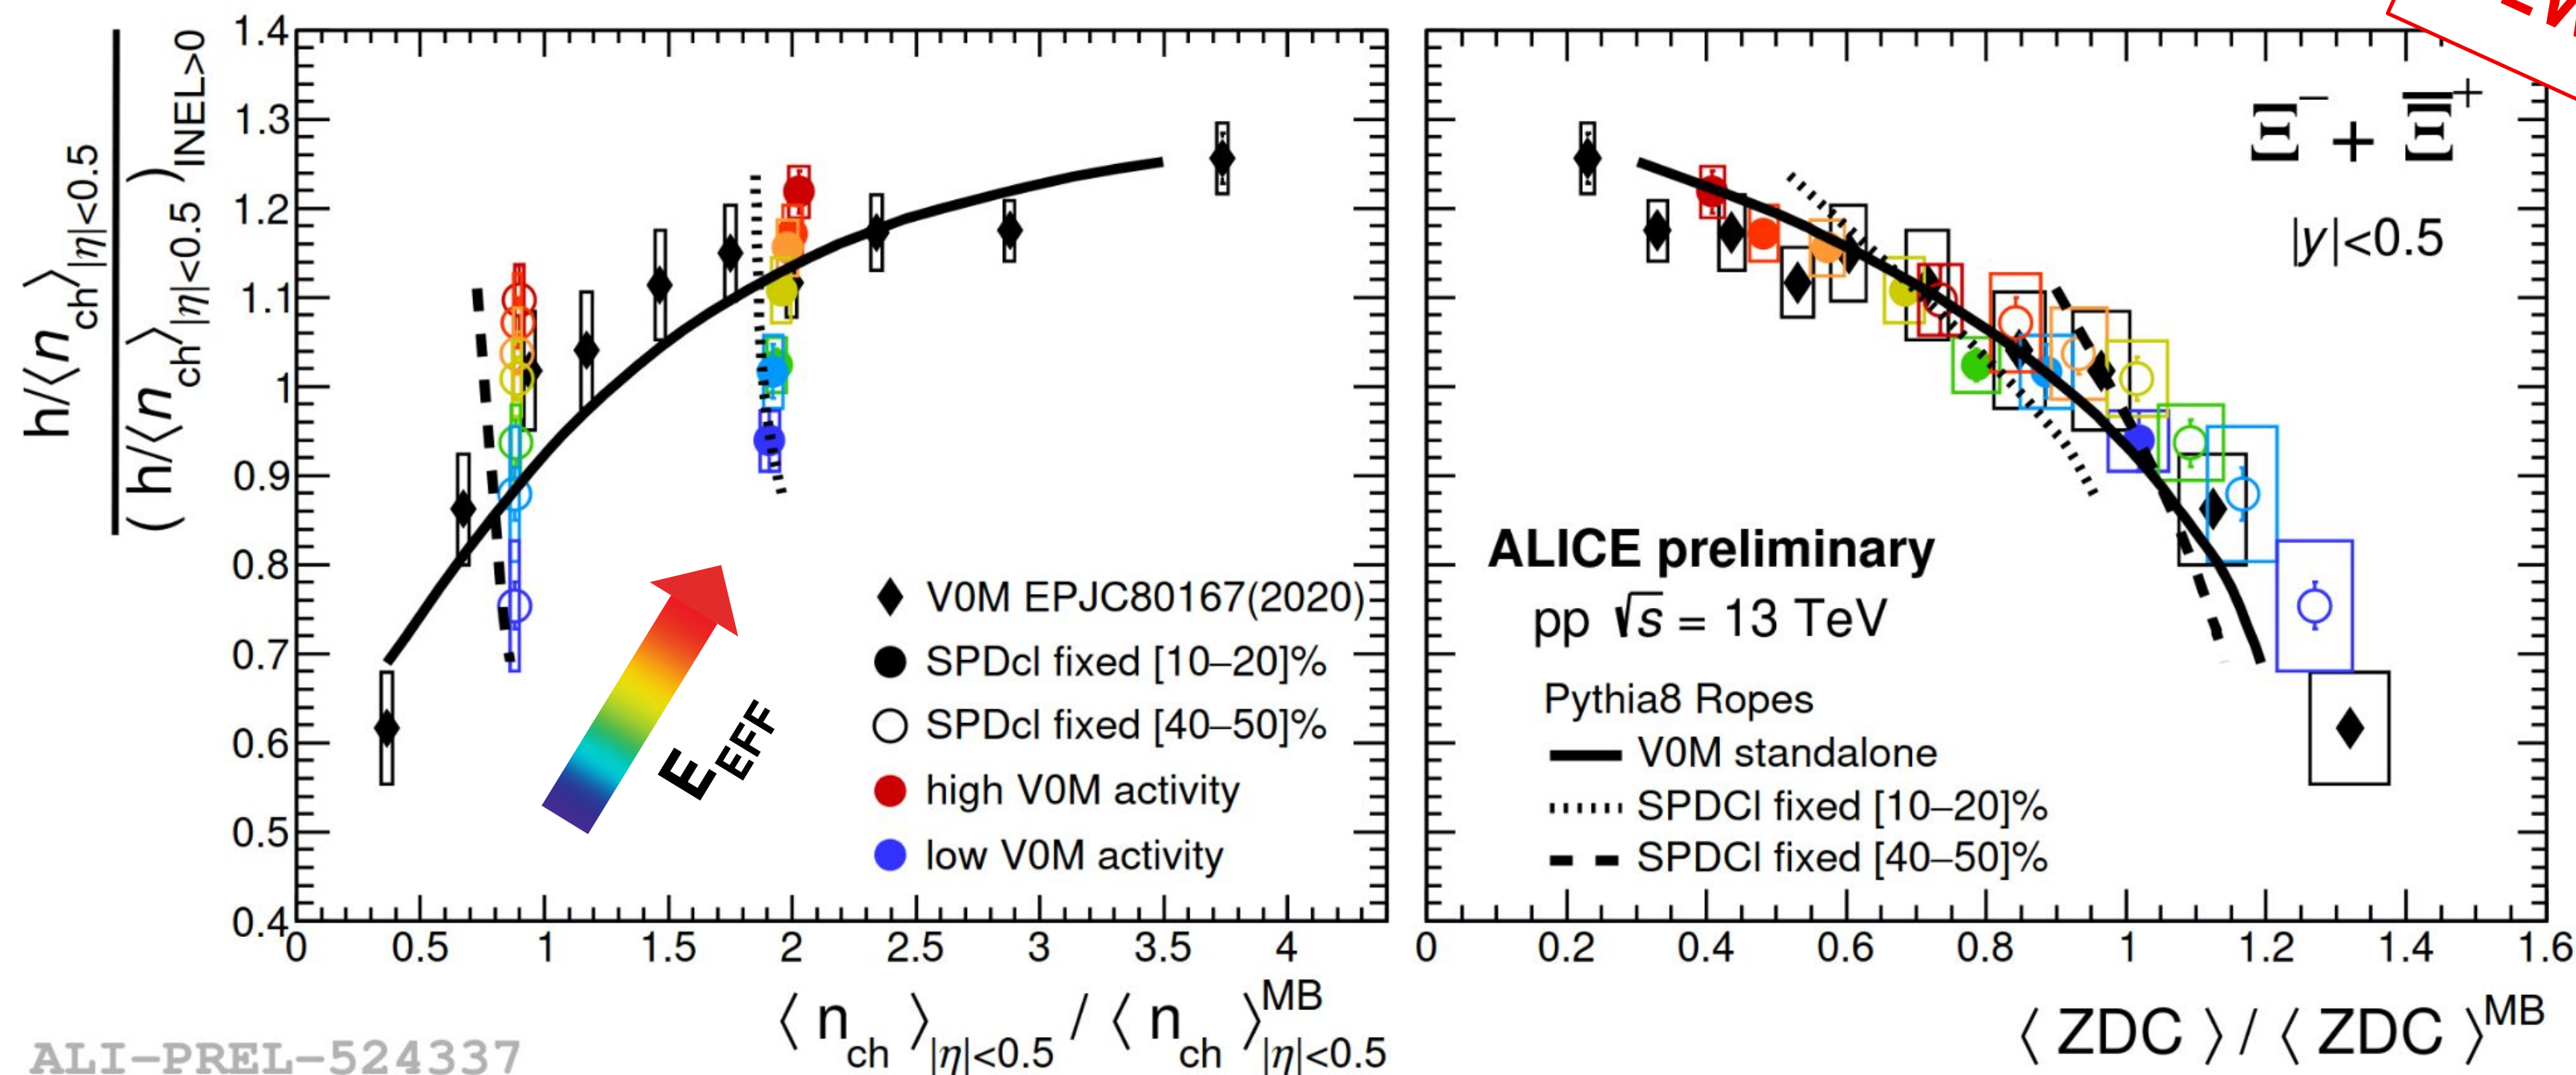 h/⟨n_ch⟩_|η|<0.5
(h/⟨n_ch⟩_|η|<0.5)_INEL>0
1.4
1.3
1.2
1.1
1
0.9
0.8
0.7
0.6
0.5
0.4
0 0.5 1 1.5 2 2.5 3 3.5 4
⟨n_ch⟩_|η|<0.5 / ⟨n_ch⟩^MB_|η|<0.5
E_EFF
V0M EPJC80167(2020)
SPDcl fixed [10–20]%
SPDcl fixed [40–50]%
high V0M activity
low V0M activity
Ξ⁻ + Ξ̅⁺
|y|<0.5
ALICE preliminary
pp √s = 13 TeV
Pythia8 Ropes
V0M standalone
SPDCl fixed [10–20]%
SPDCl fixed [40–50]%
0 0.2 0.4 0.6 0.8 1 1.2 1.4 1.6
⟨ZDC⟩/⟨ZDC⟩^MB
ALI−PREL−524337